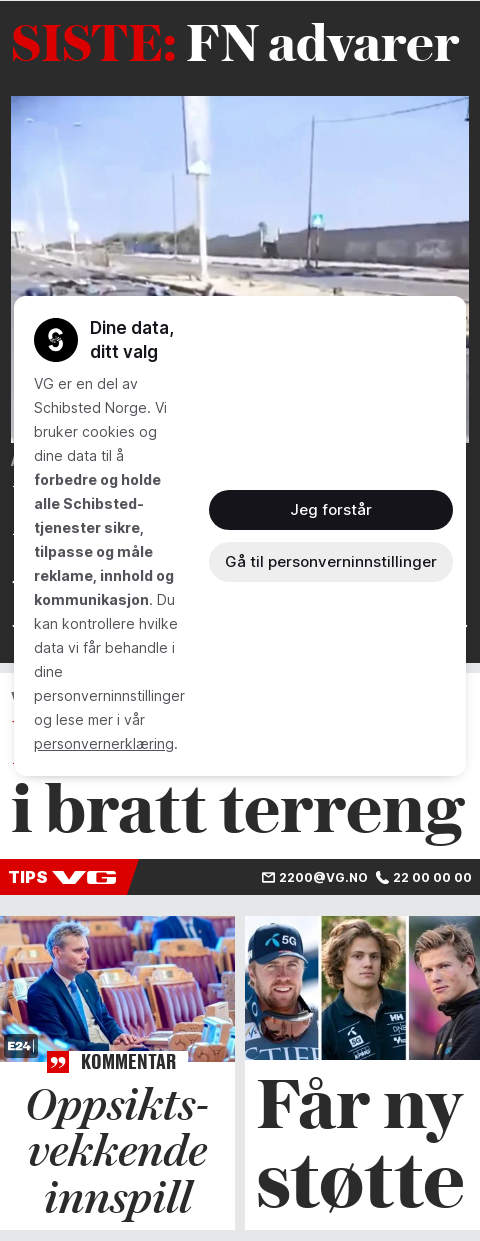 SISTE: FN advarer
Dine data,
ditt valg
VG er en del av
Schibsted Norge. Vi
bruker cookies og
dine data til å
forbedre og holde
alle Schibsted-
tjenester sikre,
tilpasse og måle
reklame, innhold og
kommunikasjon. Du
kan kontrollere hvilke
data vi får behandle i
dine
personverninnstillinger
og lese mer i vår
personvernerklæring.
Jeg forstår
Gå til personverninnstillinger
i bratt terreng
TIPS VG
2200@VG.NO 22 00 00 00
E24
KOMMENTAR
Oppsikts-
vekkende
innspill
5G
HH
5G
Får ny
støtte